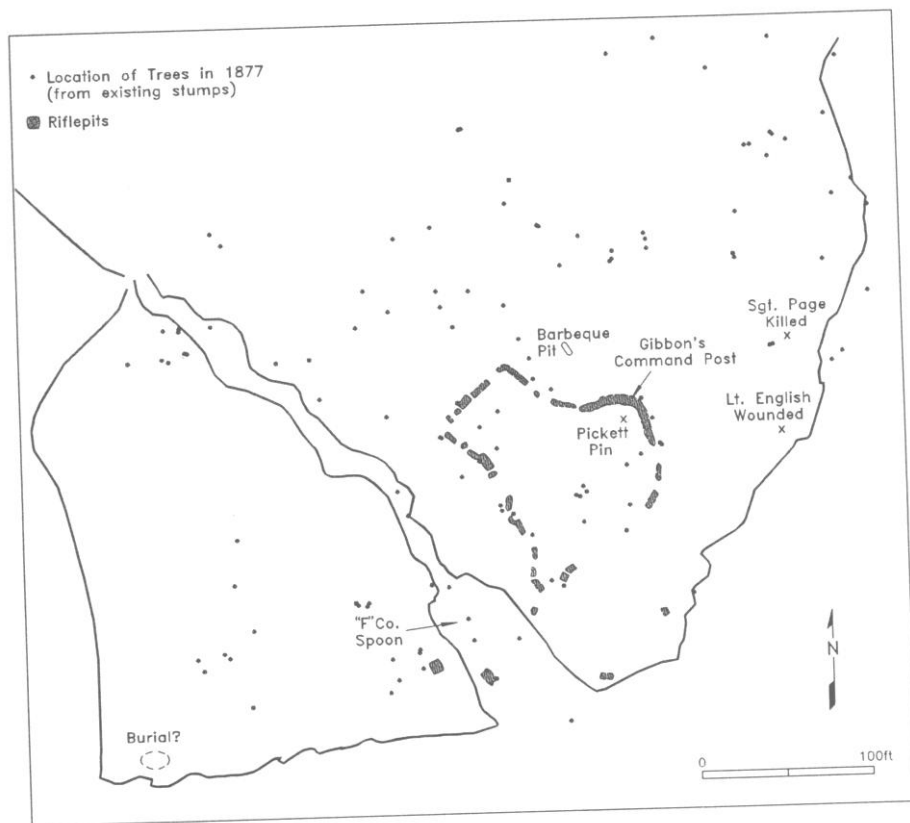 Location of Trees in 1877
(from existing stumps)
Riflepits
Barbeque
Pit
Gibbon's
Command Post
Sgt. Page
Killed
x
Lt. English
Wounded
x
x
Pickett
Pin
"F"Co.
Spoon
N
Burial?
0
100ft